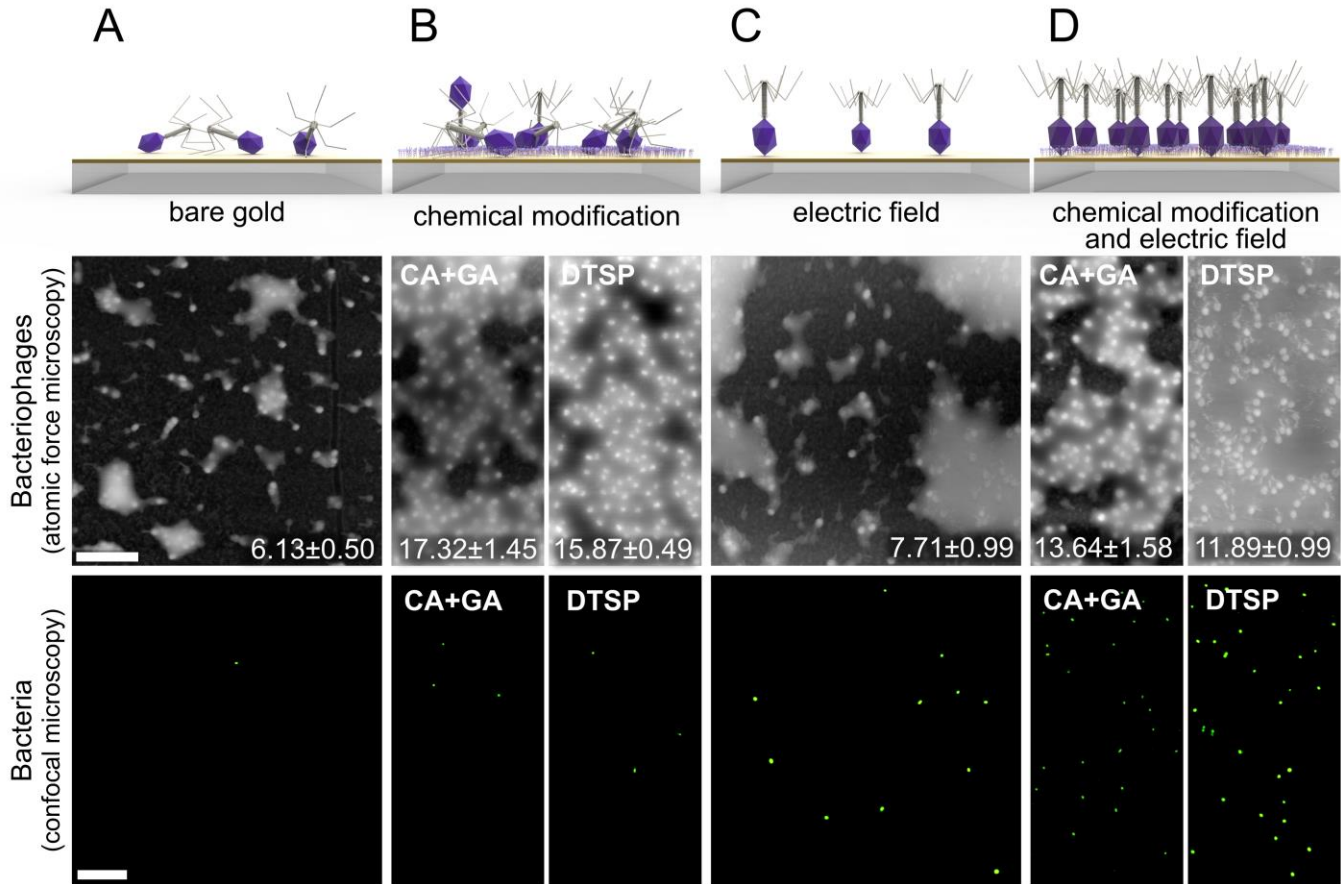 A
B
C
D
bare gold
chemical modification
electric field
chemical modification
and electric field
Bacteriophages
(atomic force microscopy)
CA+GA
DTSP
CA+GA
DTSP
6.13±0.50
17.32±1.45
15.87±0.49
7.71±0.99
13.64±1.58
11.89±0.99
Bacteria
(confocal microscopy)
CA+GA
DTSP
CA+GA
DTSP